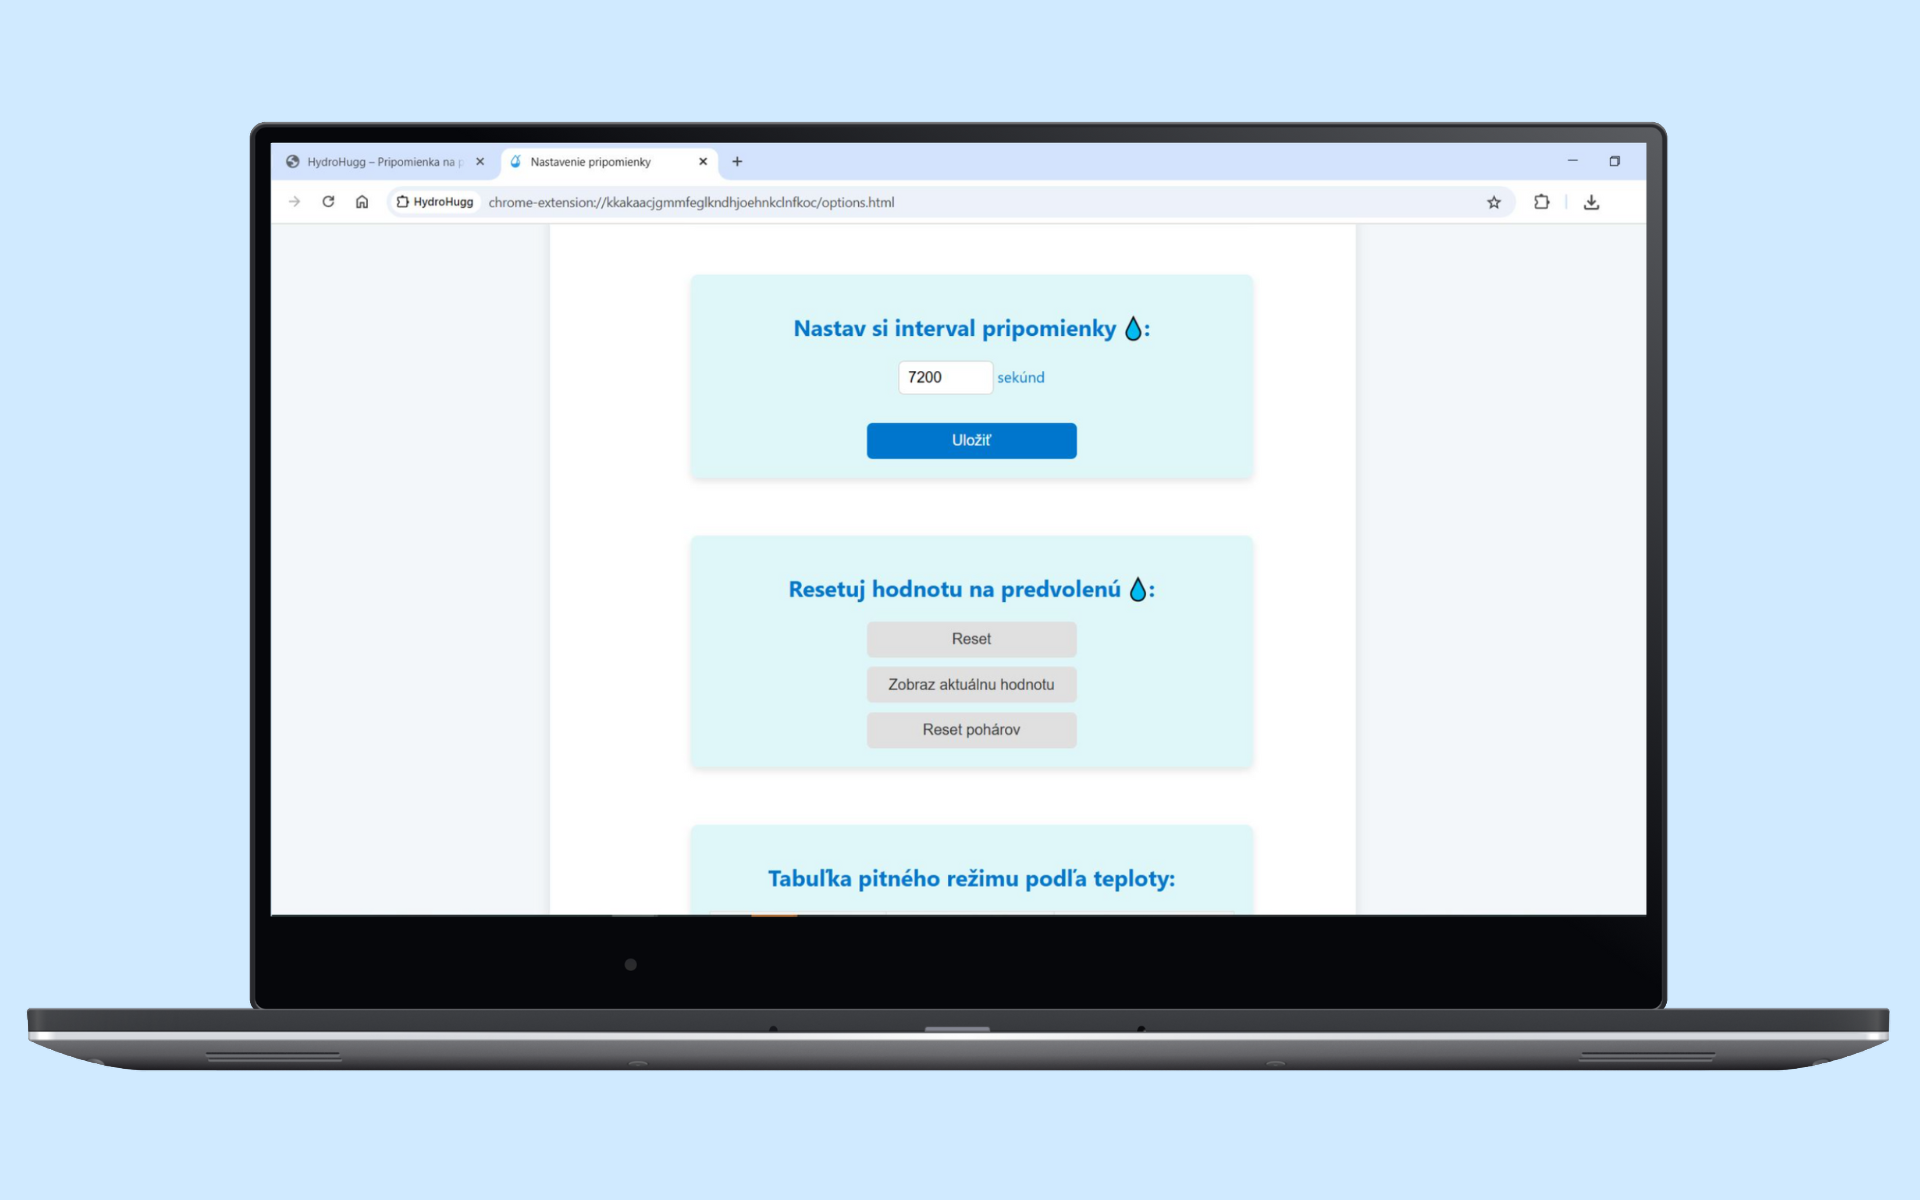 HydroHugg – Pripomienka na
Nastavenie pripomienky
HydroHugg
chrome-extension://kkakaacjgmmfeglkndhjoehnkclnfkoc/options.html
Nastav si interval pripomienky 💧:
7200 sekúnd
Uložiť
Resetuj hodnotu na predvolenú 💧:
Reset
Zobraz aktuálnu hodnotu
Reset pohárov
Tabuľka pitného režimu podľa teploty: